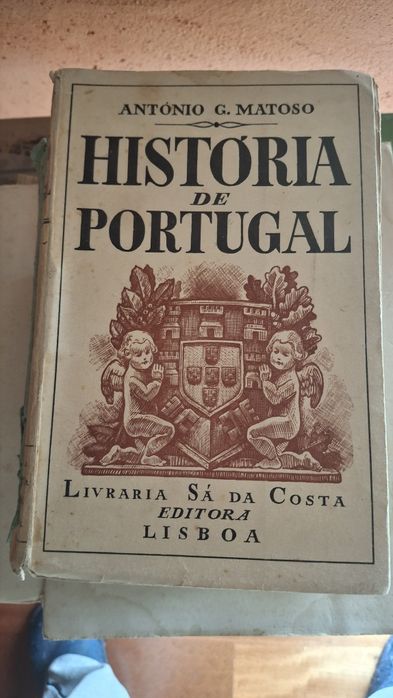 ANTÓNIO G. MATOSO
HISTÓRIA
DE
PORTUGAL
LIVRARIA SÁ DA COSTA
EDITORA
LISBOA